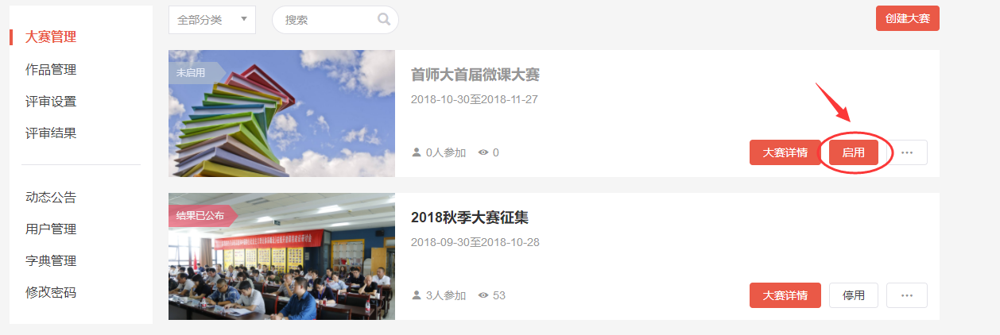 大赛管理
作品管理
评审设置
评审结果
动态公告
用户管理
字典管理
修改密码
全部分类
搜索
创建大赛
未启用
首师大首届微课大赛
2018-10-30至2018-11-27
0人参加 0
大赛详情 启用 ···
结果已公布
2018秋季大赛征集
2018-09-30至2018-10-28
3人参加 53
大赛详情 停用 ···